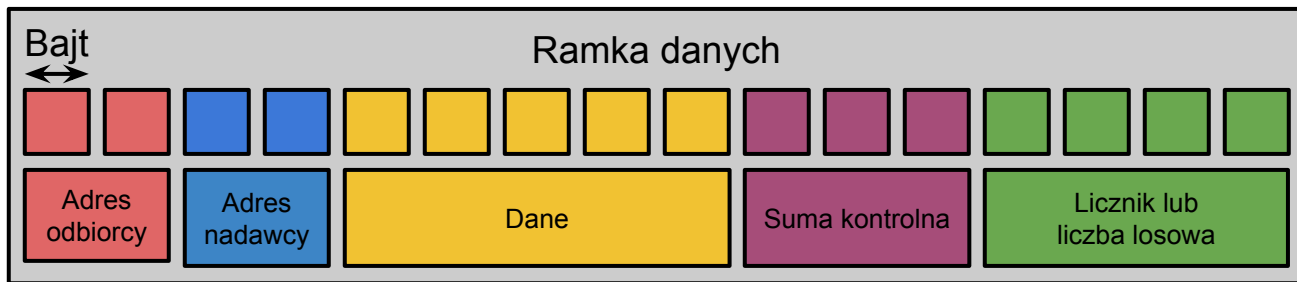 Bajt
Ramka danych
Adres
odbiorcy
Adres
nadawcy
Dane
Suma kontrolna
Licznik lub
liczba losowa